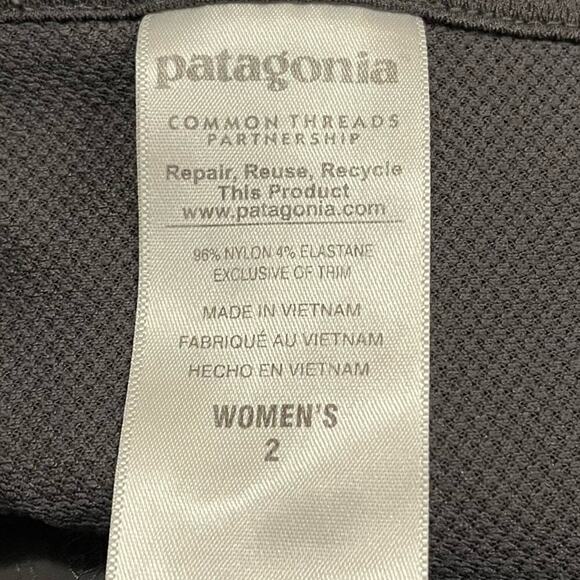 patagonia
COMMON THREADS
PARTNERSHIP
Repair, Reuse, Recycle
This Product
www.patagonia.com
96% NYLON 4% ELASTANE
EXCLUSIVE OF TRIM
MADE IN VIETNAM
FABRIQUÉ AU VIETNAM
HECHO EN VIETNAM
WOMEN'S
2